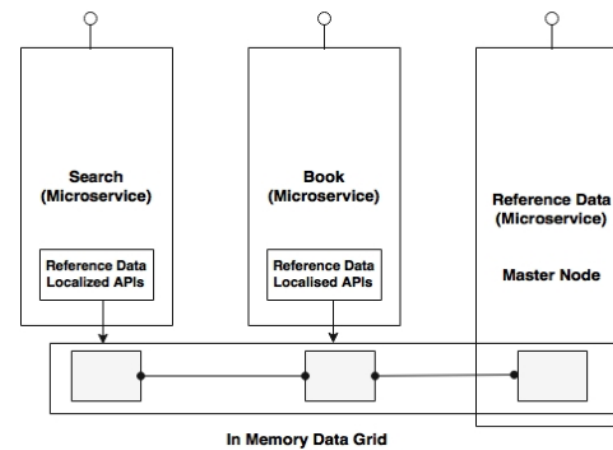 Search
(Microservice)
Reference Data
Localized APIs
Book
(Microservice)
Reference Data
Localised APIs
Reference Data
(Microservice)
Master Node
In Memory Data Grid